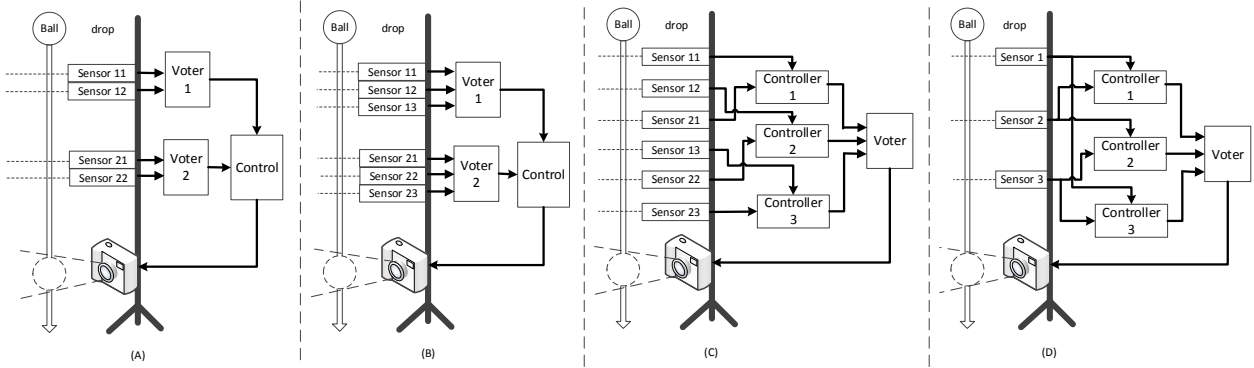 Ball
drop
Sensor 11
Sensor 12
Voter
1
Sensor 21
Sensor 22
Voter
2
Control
(A)
Ball
drop
Sensor 11
Sensor 12
Sensor 13
Voter
1
Sensor 21
Sensor 22
Sensor 23
Voter
2
Control
(B)
Ball
drop
Sensor 11
Sensor 12
Sensor 21
Sensor 13
Sensor 22
Sensor 23
Controller
1
Controller
2
Controller
3
Voter
(C)
Ball
drop
Sensor 1
Sensor 2
Sensor 3
Controller
1
Controller
2
Controller
3
Voter
(D)